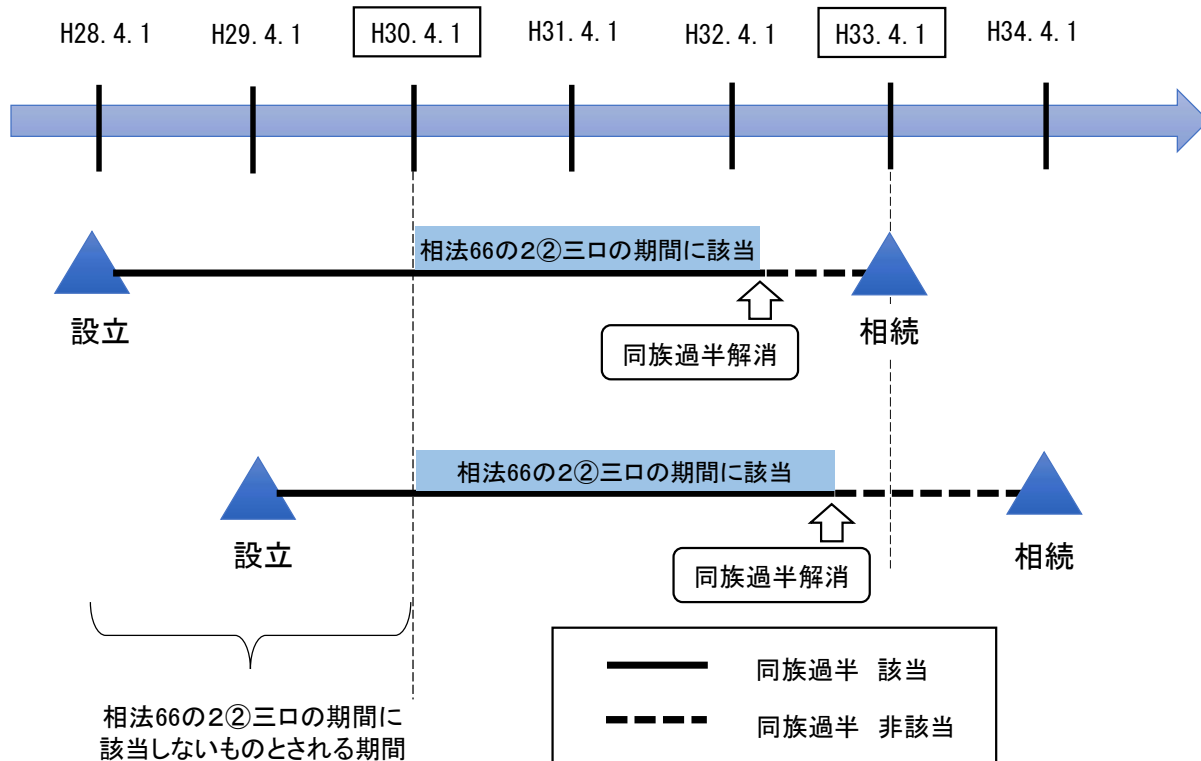 H28.4.1
H29.4.1
H30.4.1
H31.4.1
H32.4.1
H33.4.1
H34.4.1
相法66の2②三ロの期間に該当
設立
同族過半解消
相続
相法66の2②三ロの期間に該当
設立
同族過半解消
相続
相法66の2②三ロの期間に
該当しないものとされる期間
同族過半 該当
同族過半 非該当